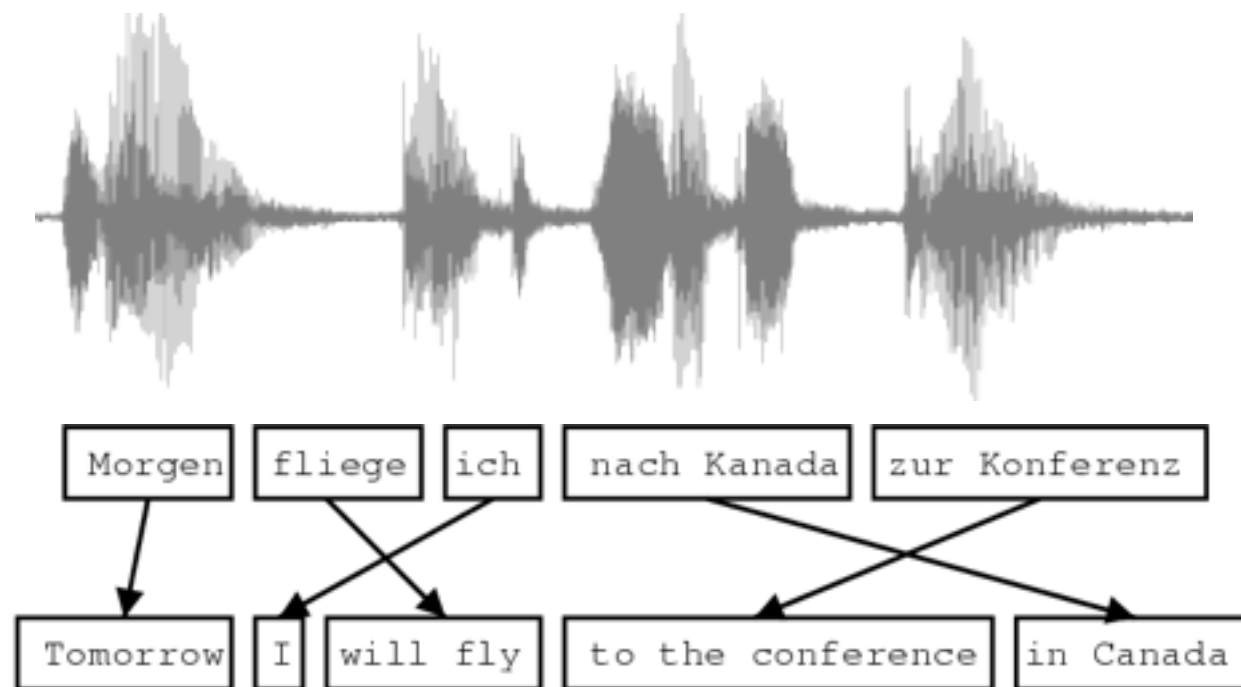 Morgen fliege ich nach Kanada zur Konferenz
Tomorrow I will fly to the conference in Canada